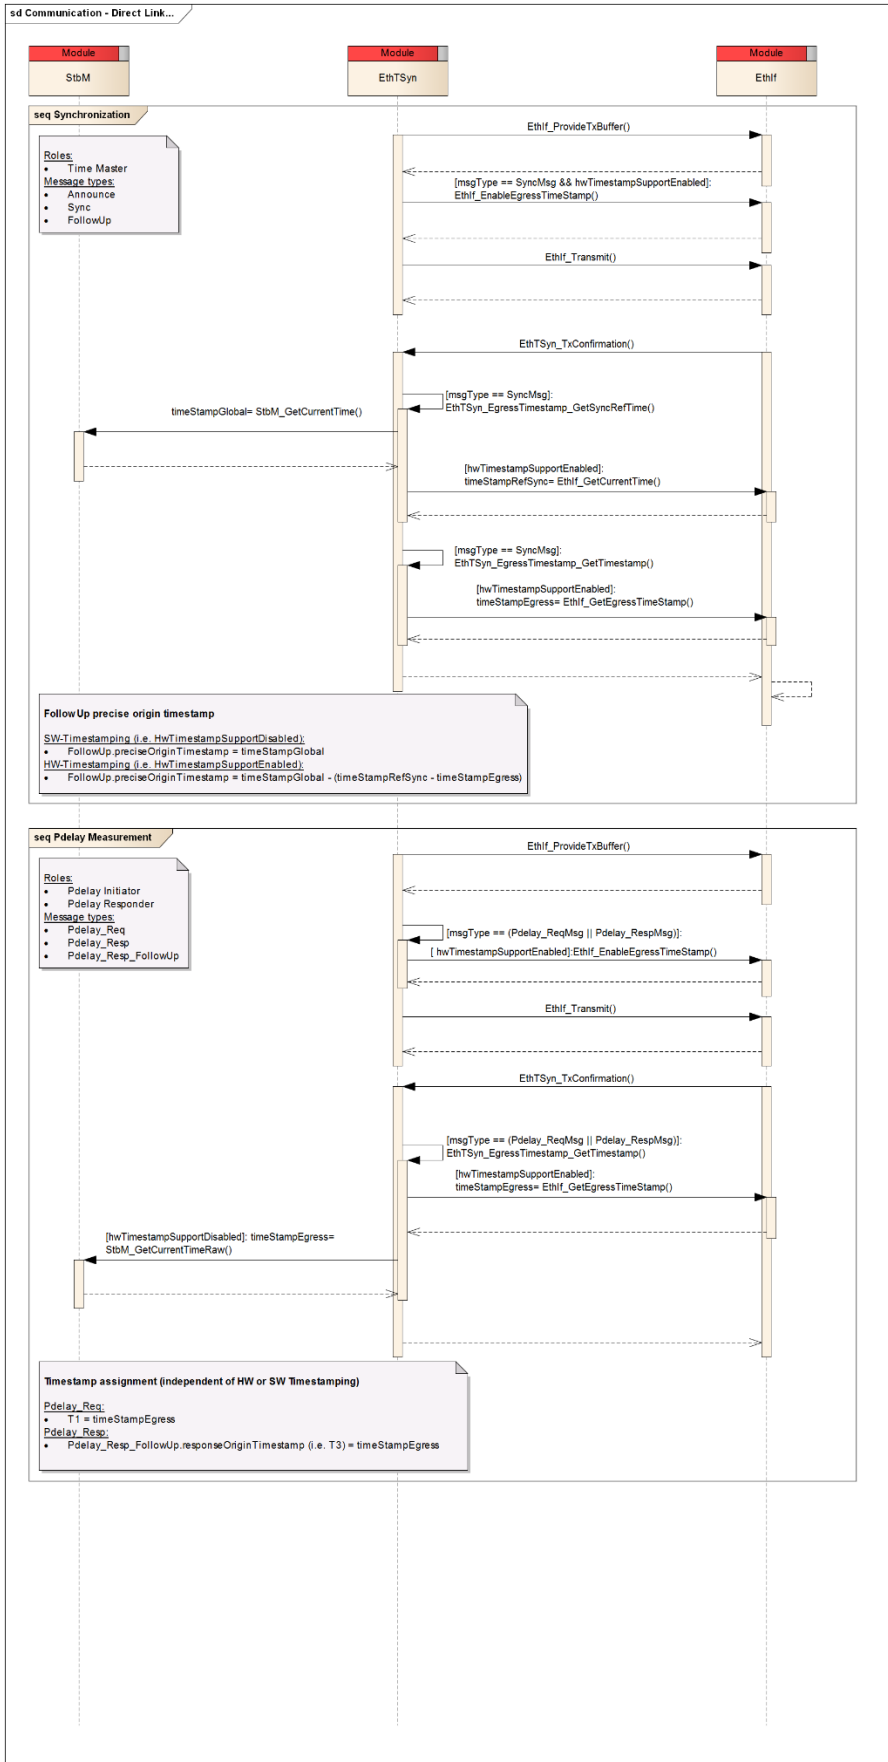 sd Communication - Direct Link...
Module
StbM
Module
EthTSyn
Module
EthIf
seq Synchronization
Roles:
• Time Master
Message types:
• Announce
• Sync
• FollowUp
EthIf_ProvideTxBuffer()
[msgType == SyncMsg && hwTimestampSupportEnabled]:
EthIf_EnableEgressTimeStamp()
EthIf_Transmit()
EthTSyn_TxConfirmation()
[msgType == SyncMsg]:
EthTSyn_EgressTimestamp_GetSyncRefTime()
timeStampGlobal= StbM_GetCurrentTime()
[hwTimestampSupportEnabled]:
timeStampRefSync= EthIf_GetCurrentTime()
[msgType == SyncMsg]:
EthTSyn_EgressTimestamp_GetTimestamp()
[hwTimestampSupportEnabled]:
timeStampEgress= EthIf_GetEgressTimeStamp()
FollowUp precise origin timestamp
SW-Timestamping (i.e. HwTimestampSupportDisabled):
• FollowUp.preciseOriginTimestamp = timeStampGlobal
HW-Timestamping (i.e. HwTimestampSupportEnabled):
• FollowUp.preciseOriginTimestamp = timeStampGlobal - (timeStampRefSync - timeStampEgress)
seq Pdelay Measurement
Roles:
• Pdelay Initiator
• Pdelay Responder
Message types:
• Pdelay_Req
• Pdelay_Resp
• Pdelay_Resp_FollowUp
EthIf_ProvideTxBuffer()
[msgType == (Pdelay_ReqMsg || Pdelay_RespMsg)]:
[ hwTimestampSupportEnabled]:EthIf_EnableEgressTimeStamp()
EthIf_Transmit()
EthTSyn_TxConfirmation()
[msgType == (Pdelay_ReqMsg || Pdelay_RespMsg)]:
EthTSyn_EgressTimestamp_GetTimestamp()
[hwTimestampSupportEnabled]:
timeStampEgress= EthIf_GetEgressTimeStamp()
[hwTimestampSupportDisabled]: timeStampEgress=
StbM_GetCurrentTimeRaw()
Timestamp assignment (independent of HW or SW Timestamping)
Pdelay_Req:
• T1 = timeStampEgress
Pdelay_Resp:
• Pdelay_Resp_FollowUp.responseOriginTimestamp (i.e. T3) = timeStampEgress